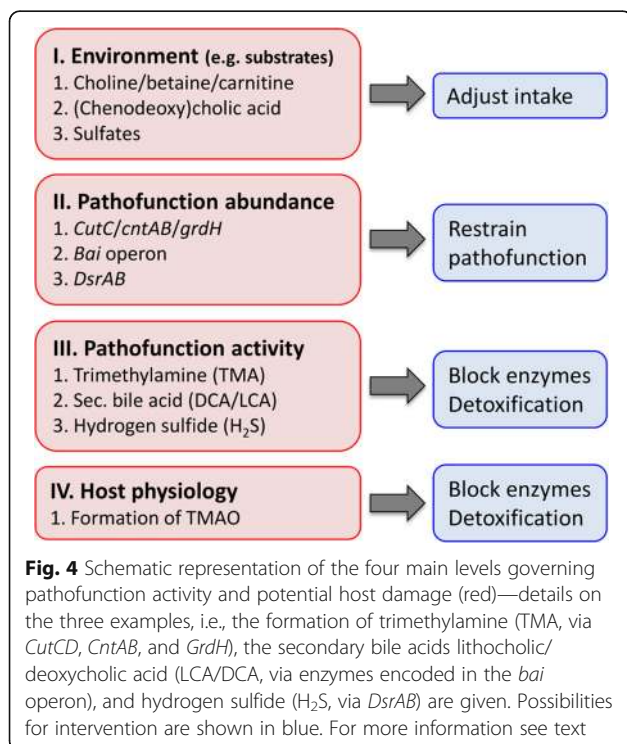 I. Environment (e.g. substrates)
1. Choline/betaine/carnitine
2. (Chenodeoxy)cholic acid
3. Sulfates
Adjust intake
II. Pathofunction abundance
1. CutC/cntAB/grdH
2. Bai operon
3. DsrAB
Restrain
pathofunction
III. Pathofunction activity
1. Trimethylamine (TMA)
2. Sec. bile acid (DCA/LCA)
3. Hydrogen sulfide (H₂S)
Block enzymes
Detoxification
IV. Host physiology
1. Formation of TMAO
Block enzymes
Detoxification
Fig. 4 Schematic representation of the four main levels governing
pathofunction activity and potential host damage (red)—details on
the three examples, i.e., the formation of trimethylamine (TMA, via
CutCD, CntAB, and GrdH), the secondary bile acids lithocholic/
deoxycholic acid (LCA/DCA, via enzymes encoded in the bai
operon), and hydrogen sulfide (H₂S, via DsrAB) are given. Possibilities
for intervention are shown in blue. For more information see text